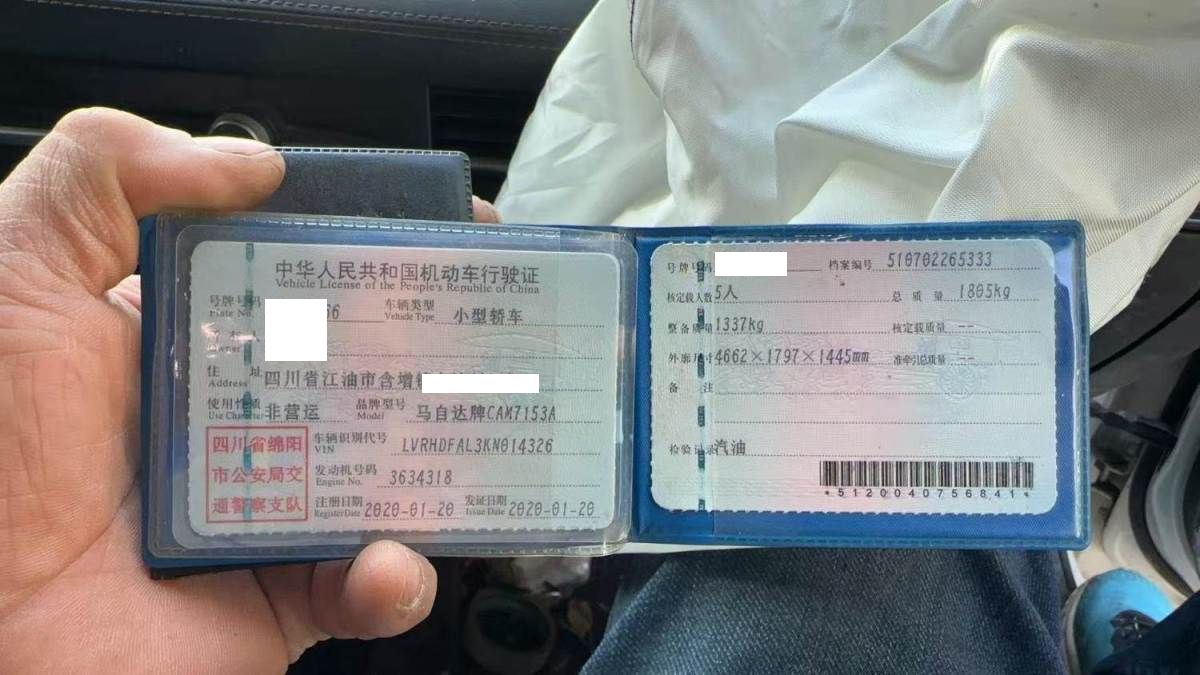 中华人民共和国机动车行驶证
Vehicle License of the People's Republic of China
号牌号码 66 车辆类型 小型轿车
Plate No. Vehicle Type
人
Owner
住 址 四川省江油市含增
Address
使用性质 非营运 品牌型号 马自达牌CAM7153A
Use Character Model
四川省绵阳
市公安局交
通警察支队
车辆识别代号 LVRHDFAL3KN014326
VIN
发动机号码 3634318
Engine No.
注册日期 2020-01-20 发证日期 2020-01-20
Register Date Issue Date
号牌号码 档案编号 510702265333
核定载人数 5人 总 质 量 1805kg
整备质量 1337kg 核定载质量 --
外廓尺寸 4662×1797×1445mm 准牵引总质量 --
备 注
检验记录 汽油
*5120040756841*